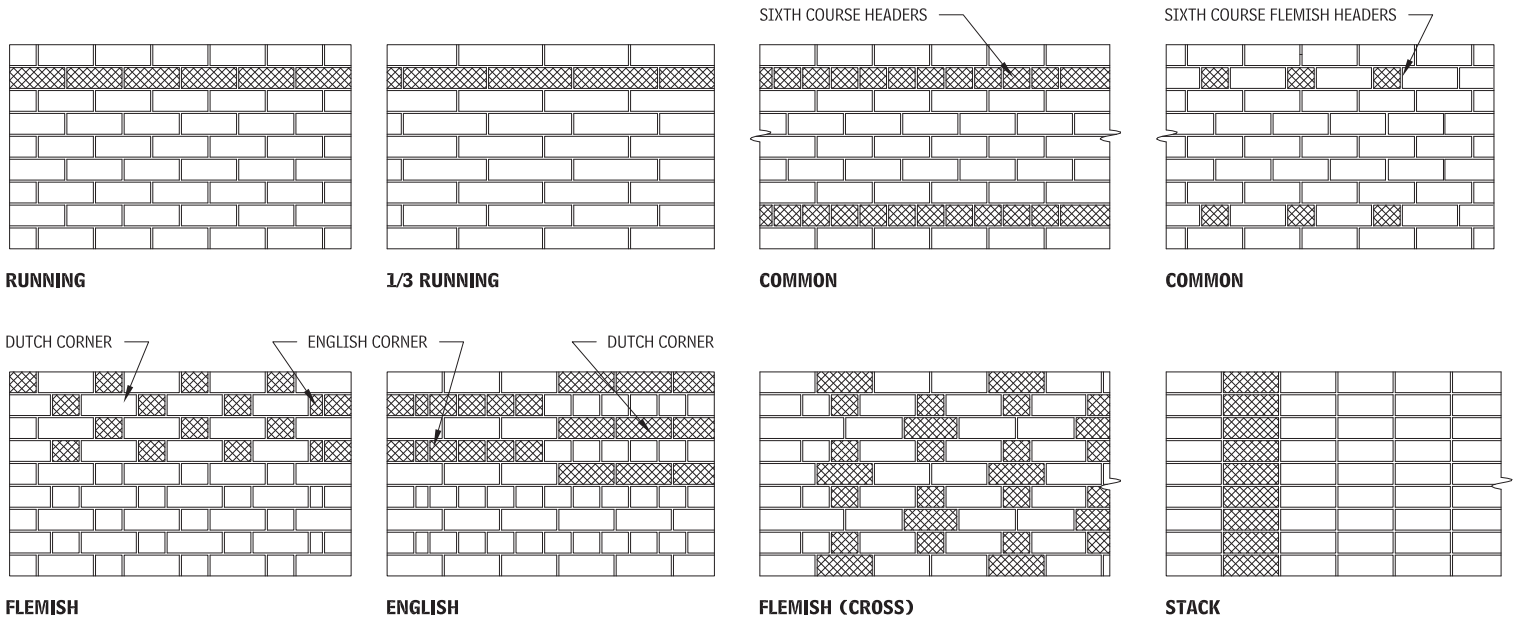 SIXTH COURSE HEADERS
SIXTH COURSE FLEMISH HEADERS
RUNNING
1/3 RUNNING
COMMON
COMMON
DUTCH CORNER
ENGLISH CORNER
DUTCH CORNER
FLEMISH
ENGLISH
FLEMISH (CROSS)
STACK